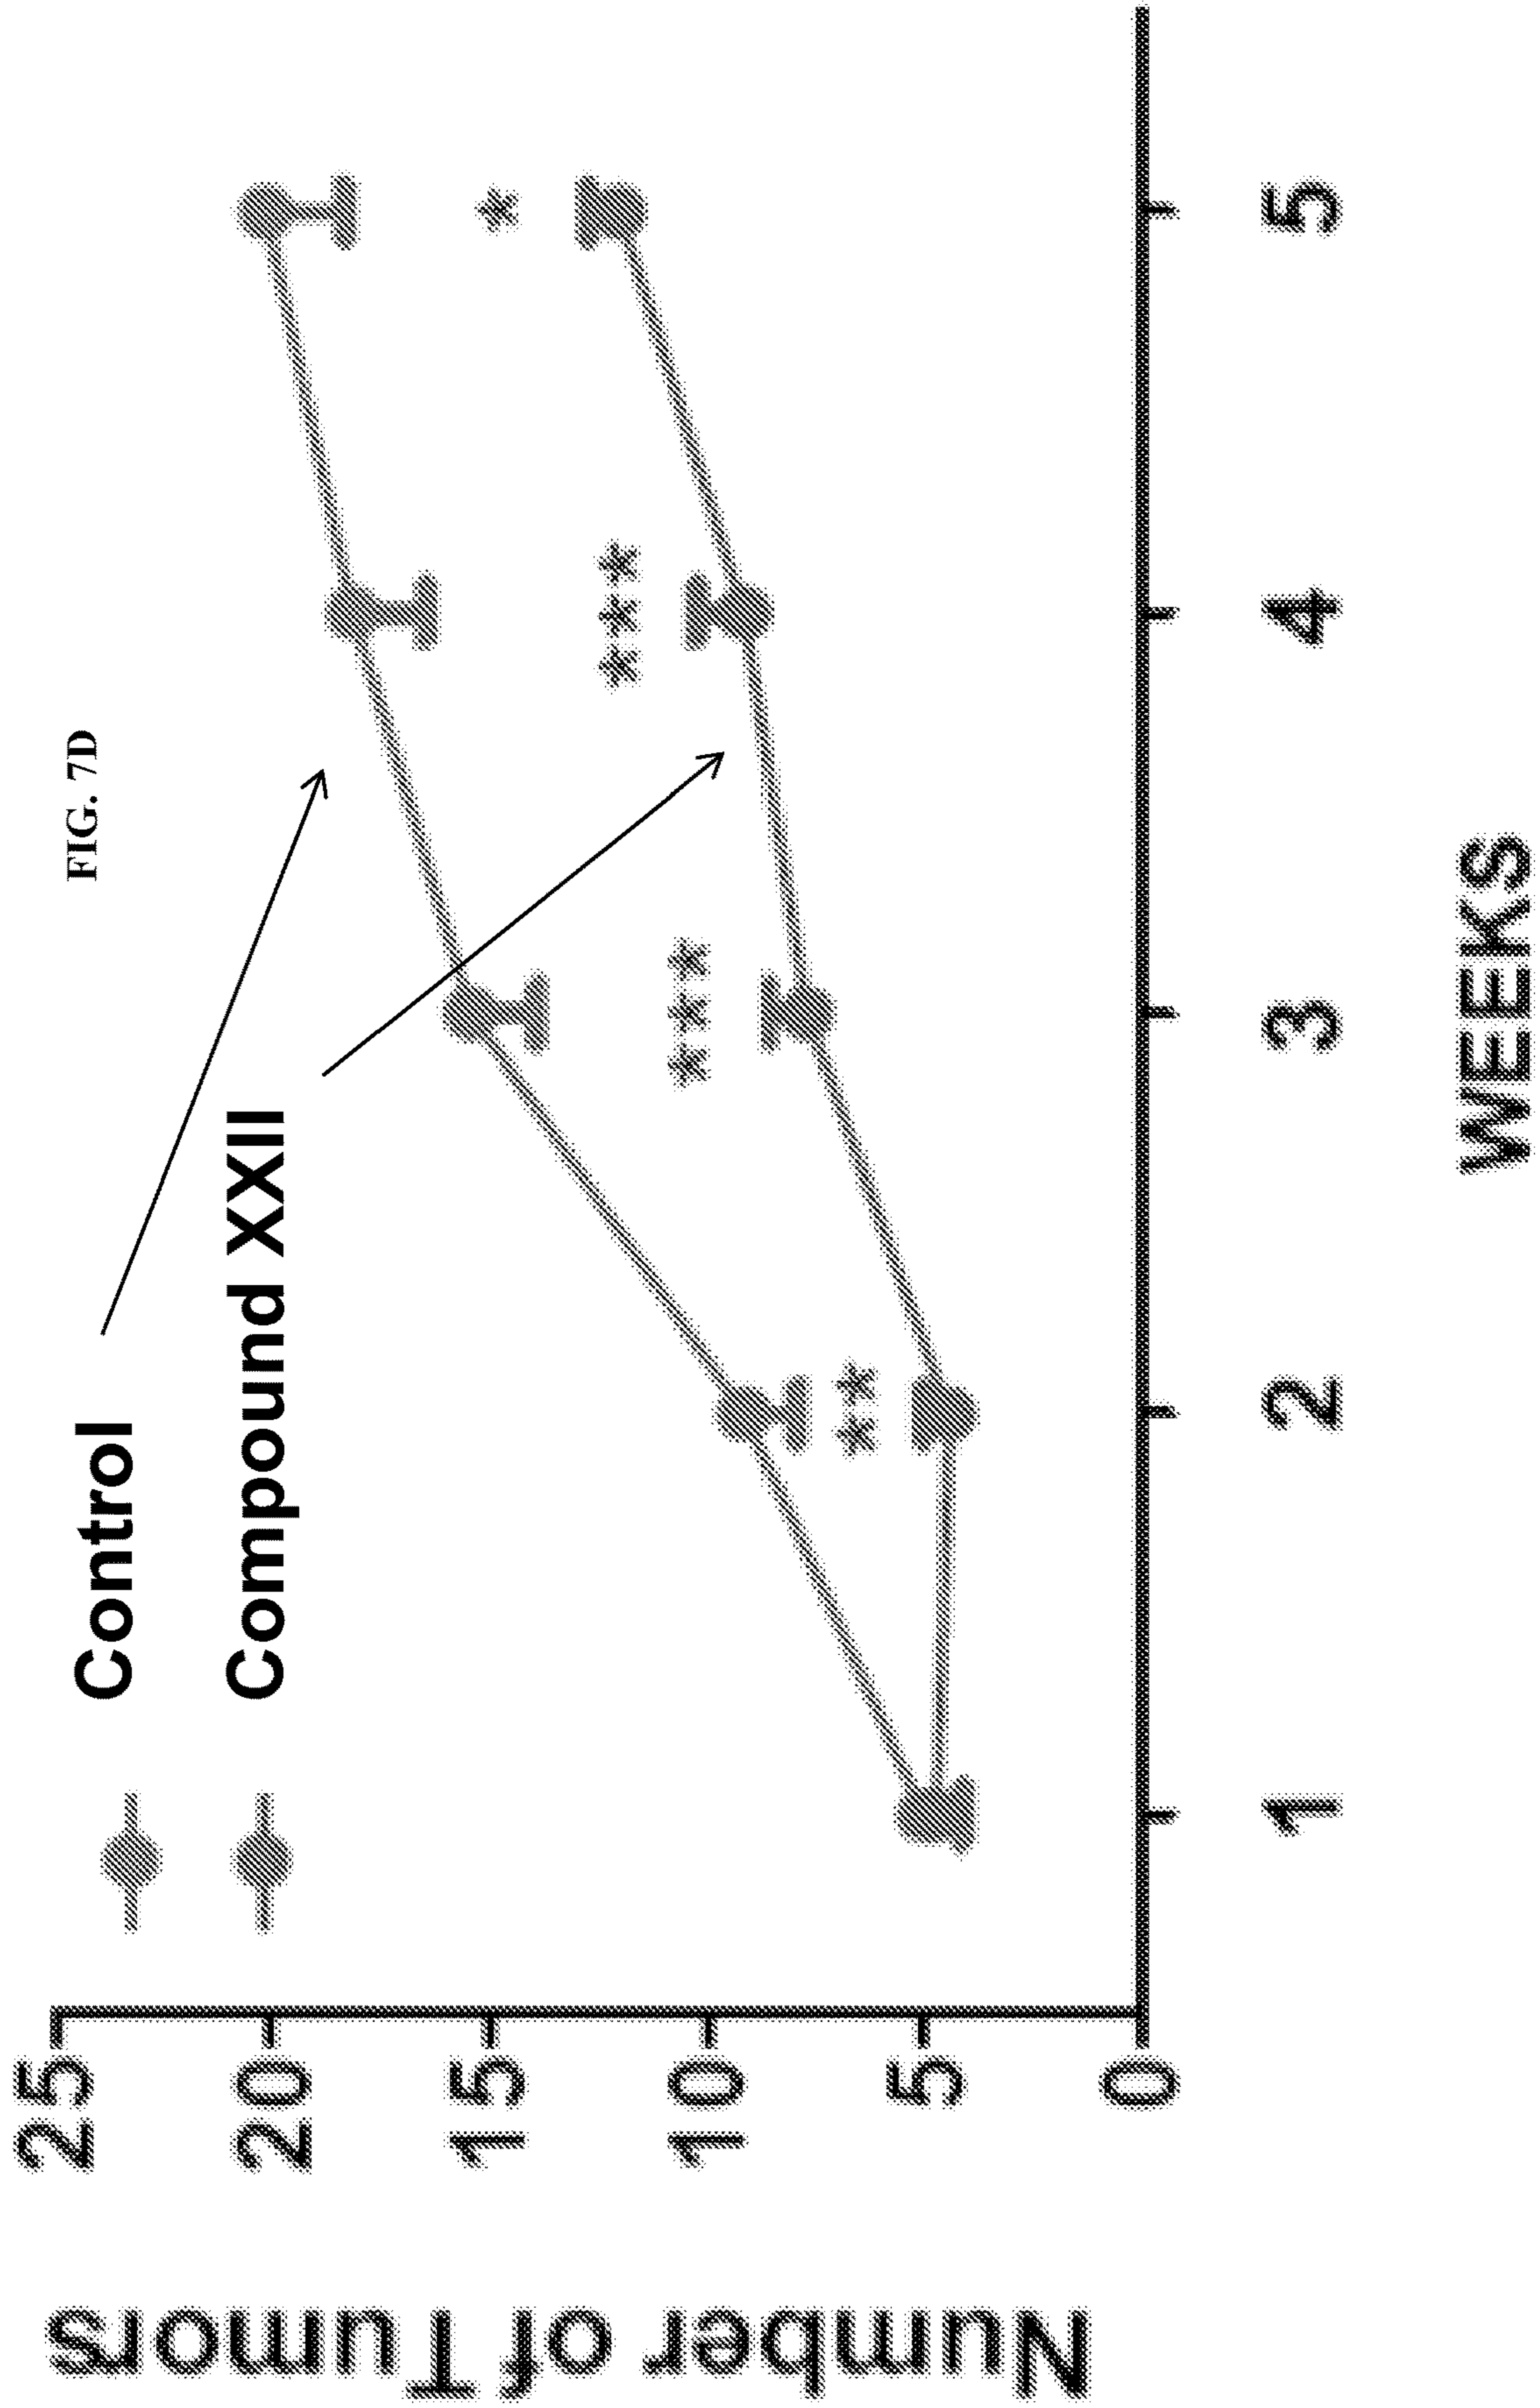 FIG. 7D
Control
Compound XXII
Number of Tumors
25
20
15
10
5
0
**
***
***
*
1 2 3 4 5
WEEKS